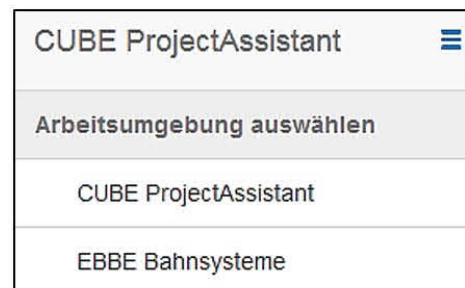 CUBE ProjectAssistant
Arbeitsumgebung auswählen
CUBE ProjectAssistant
EBBE Bahnsysteme